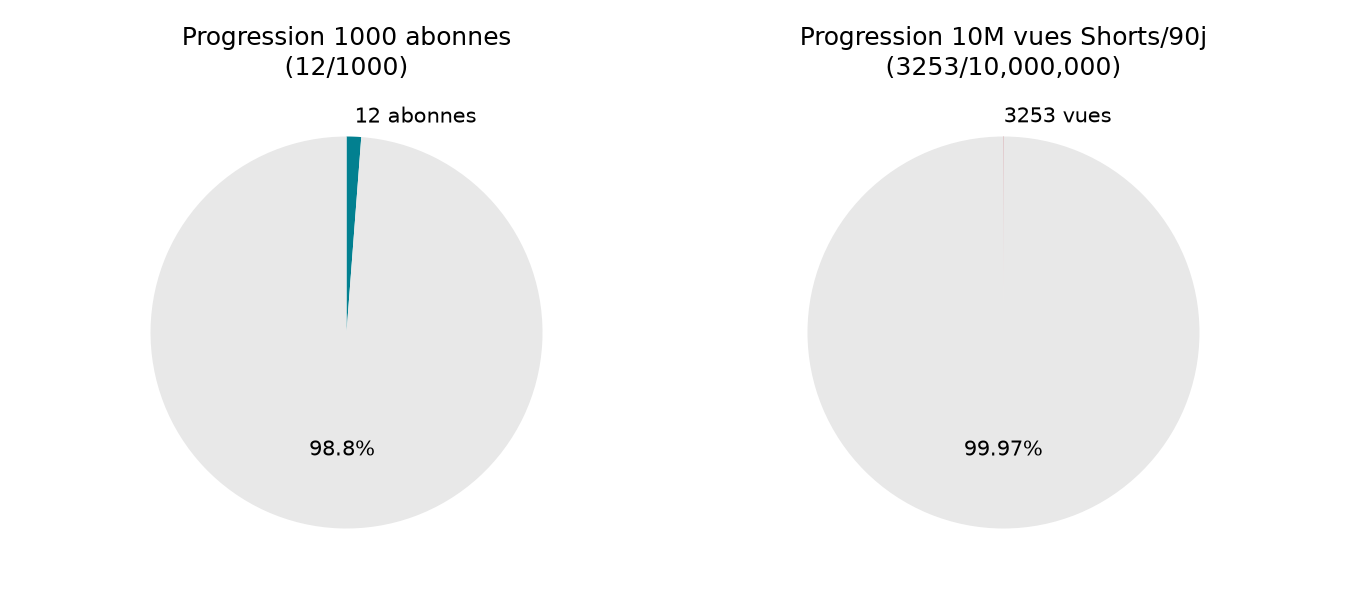 Progression 1000 abonnes
(12/1000)
12 abonnes
98.8%
Progression 10M vues Shorts/90j
(3253/10,000,000)
3253 vues
99.97%